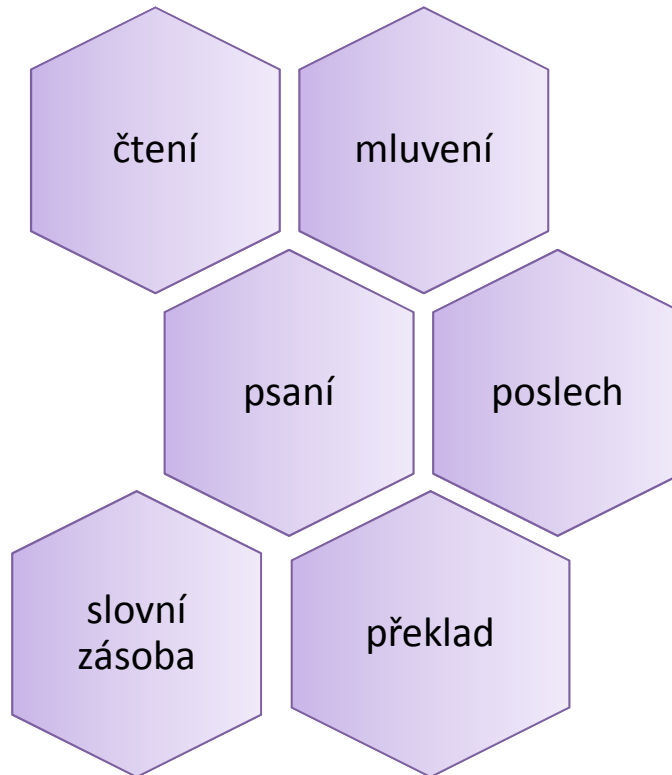 čtení
mluvení
psaní
poslech
slovní
zásoba
překlad